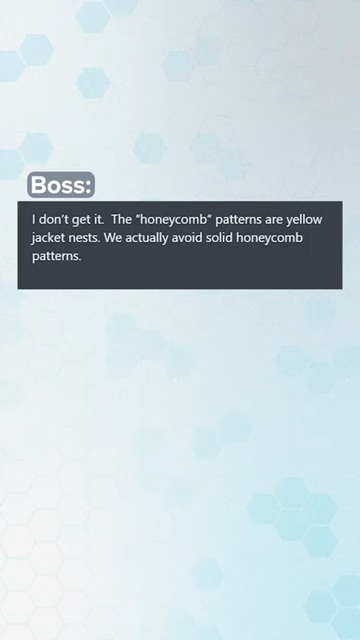 Boss:
I don’t get it.  The “honeycomb” patterns are yellow
jacket nests. We actually avoid solid honeycomb
patterns.